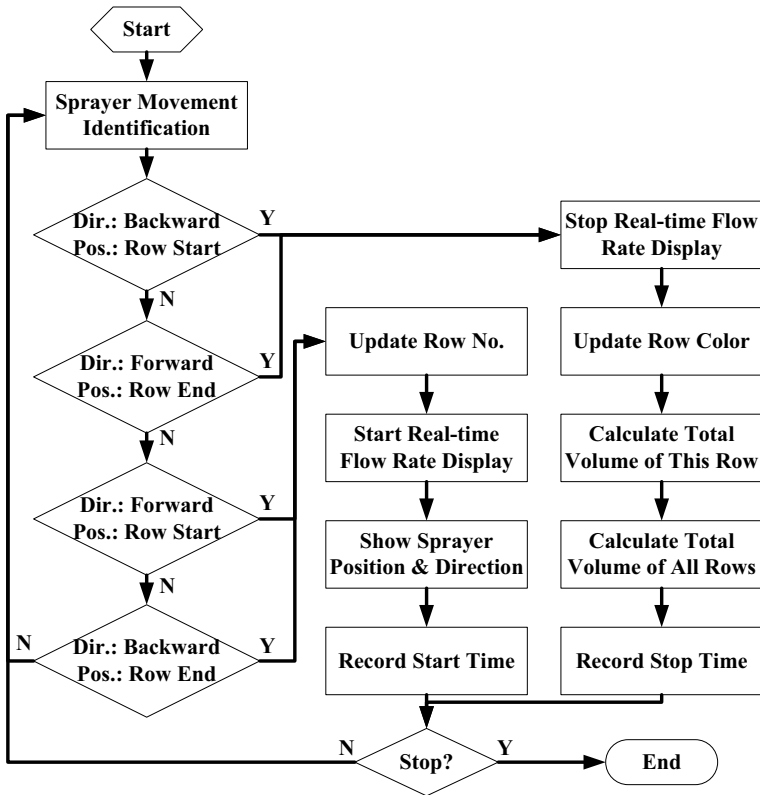 Start
Sprayer Movement
Identification
Dir.: Backward
Pos.: Row Start
Y
N
Dir.: Forward
Pos.: Row End
Y
N
Dir.: Forward
Pos.: Row Start
Y
N
Dir.: Backward
Pos.: Row End
N
Y
Update Row No.
Start Real-time
Flow Rate Display
Show Sprayer
Position & Direction
Record Start Time
Stop Real-time Flow
Rate Display
Update Row Color
Calculate Total
Volume of This Row
Calculate Total
Volume of All Rows
Record Stop Time
N
Stop?
Y
End